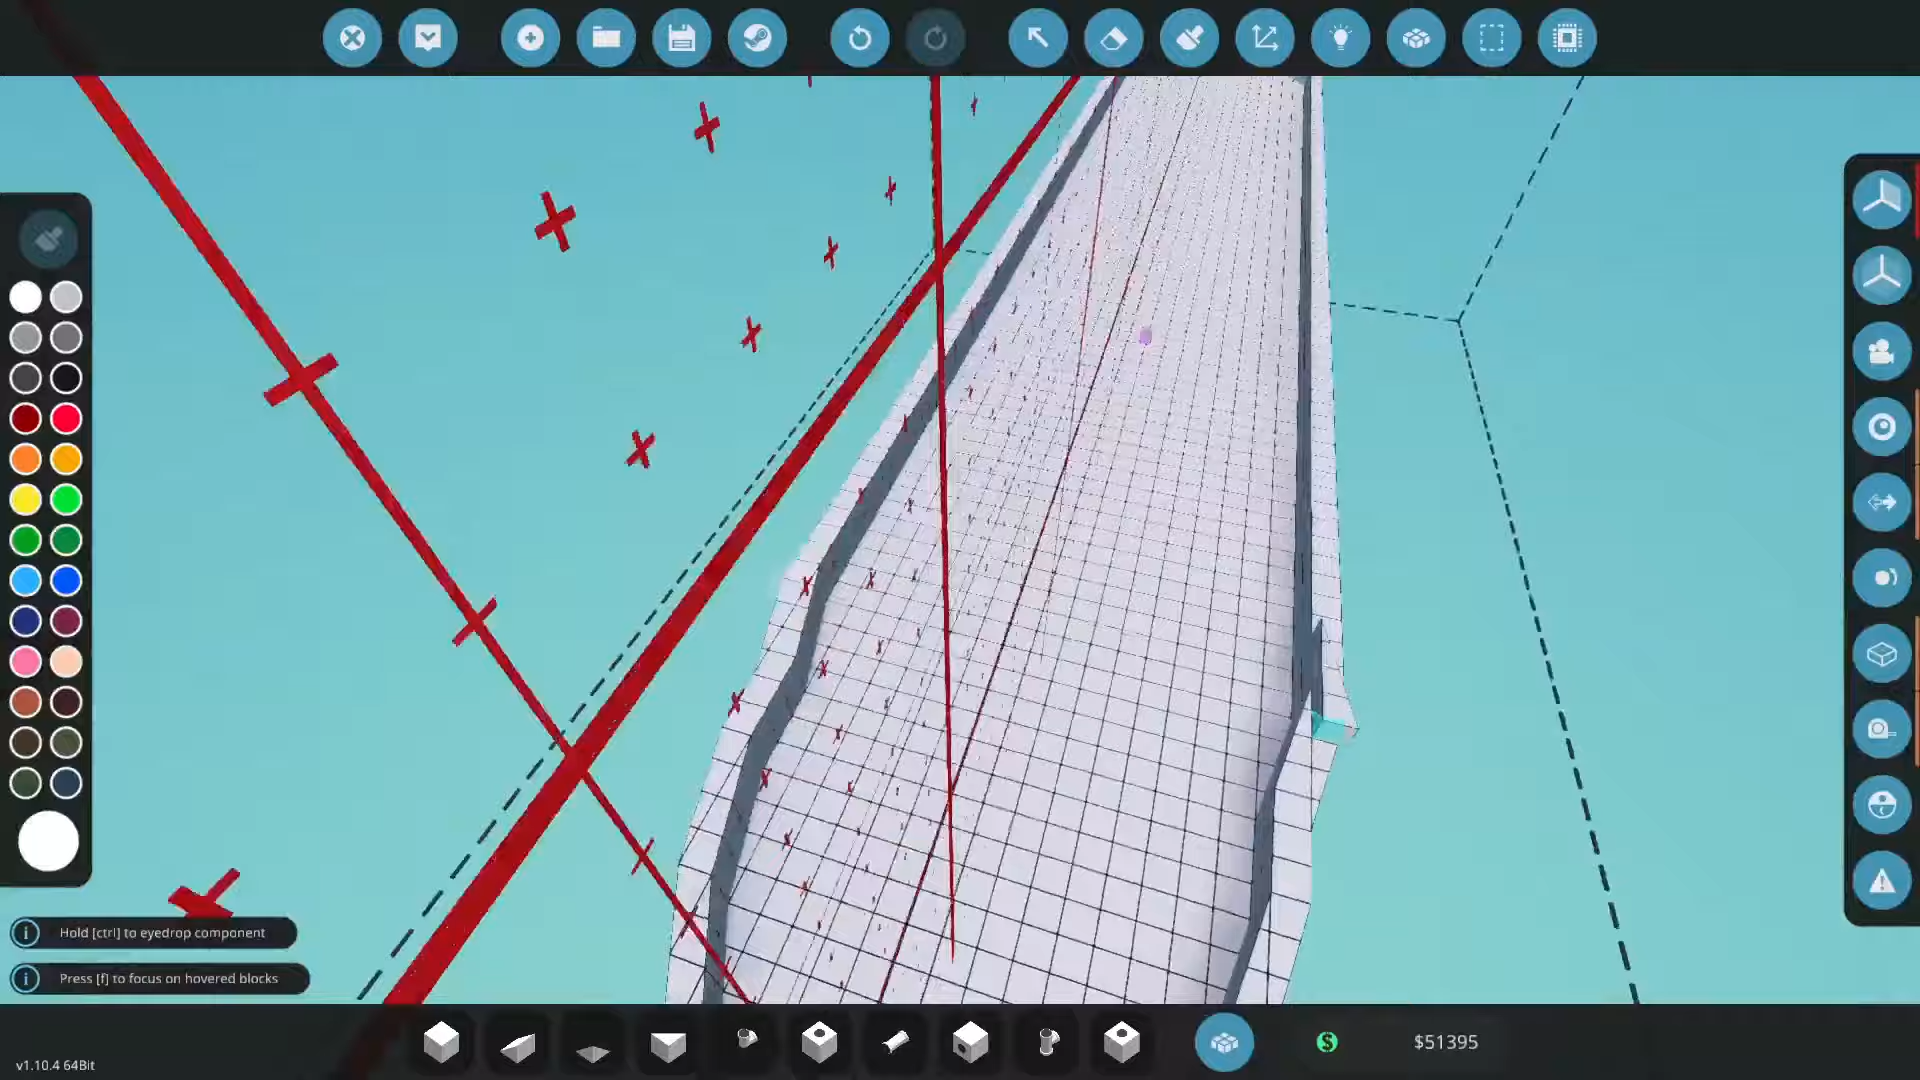 Hold [ctrl] to eyedrop component
Press [f] to focus on hovered blocks
$51395
v1.10.4 64Bit